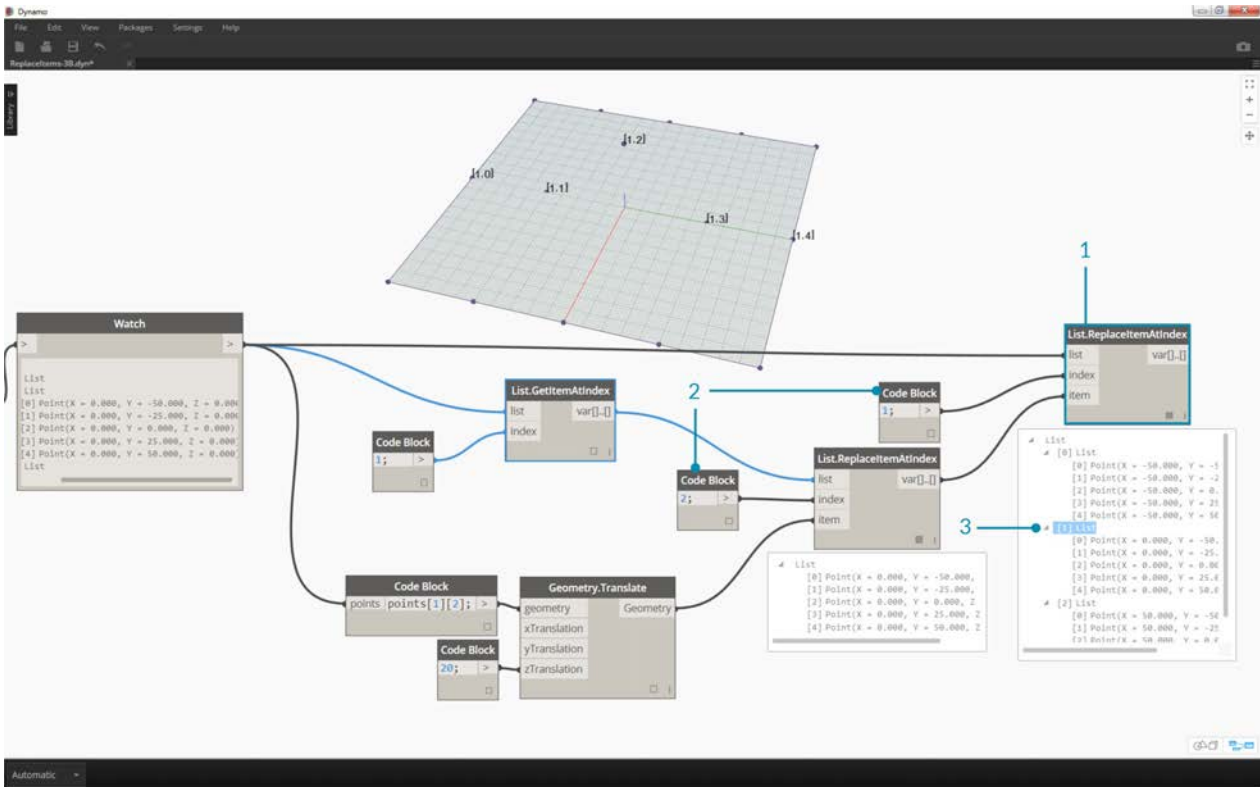 Dynamo
File Edit View Packages Settings Help
ReplaceItems-3B.dyn* X
Library
[1.2]
[1.0]
[1.1]
[1.3]
[1.4]
1
Watch
> >
List
List
[0] Point(X = 0.000, Y = -50.000, Z = 0.000
[1] Point(X = 0.000, Y = -25.000, Z = 0.000
[2] Point(X = 0.000, Y = 0.000, Z = 0.000)
[3] Point(X = 0.000, Y = 25.000, Z = 0.000)
[4] Point(X = 0.000, Y = 50.000, Z = 0.000)
List
List.ReplaceItemAtIndex
list var[]..[]
index
item
2
Code Block
1; >
List.GetItemAtIndex
list var[]..[]
index
Code Block
1; >
List.ReplaceItemAtIndex
list var[]..[]
index
item
Code Block
2; >
3
List
[0] List
[0] Point(X = -50.000, Y = -5
[1] Point(X = -50.000, Y = -2
[2] Point(X = -50.000, Y = 0.
[3] Point(X = -50.000, Y = 25
[4] Point(X = -50.000, Y = 50
[1] List
[0] Point(X = 0.000, Y = -50.
[1] Point(X = 0.000, Y = -25.
[2] Point(X = 0.000, Y = 0.00
[3] Point(X = 0.000, Y = 25.0
[4] Point(X = 0.000, Y = 50.0
[2] List
[0] Point(X = 50.000, Y = -50
[1] Point(X = 50.000, Y = -25
[2] Point(X = 50.000, Y = 0.0
List
[0] Point(X = 0.000, Y = -50.000,
[1] Point(X = 0.000, Y = -25.000,
[2] Point(X = 0.000, Y = 0.000, Z
[3] Point(X = 0.000, Y = 25.000, Z
[4] Point(X = 0.000, Y = 50.000, Z
Code Block
points points[1][2]; >
Geometry.Translate
geometry Geometry
xTranslation
yTranslation
zTranslation
Code Block
20; >
Automatic